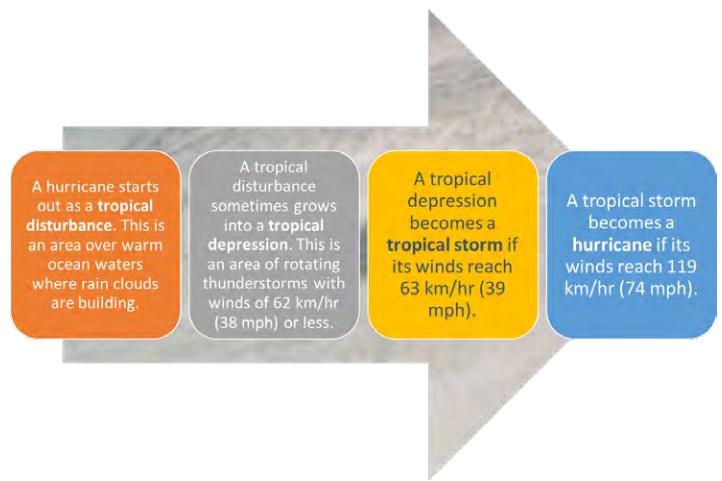 A hurricane starts
out as a tropical
disturbance. This is
an area over warm
ocean waters
where rain clouds
are building.
A tropical
disturbance
sometimes grows
into a tropical
depression. This is
an area of rotating
thunderstorms with
winds of 62 km/hr
(38 mph) or less.
A tropical
depression
becomes a
tropical storm if
its winds reach
63 km/hr (39
mph).
A tropical storm
becomes a
hurricane if its
winds reach 119
km/hr (74 mph).